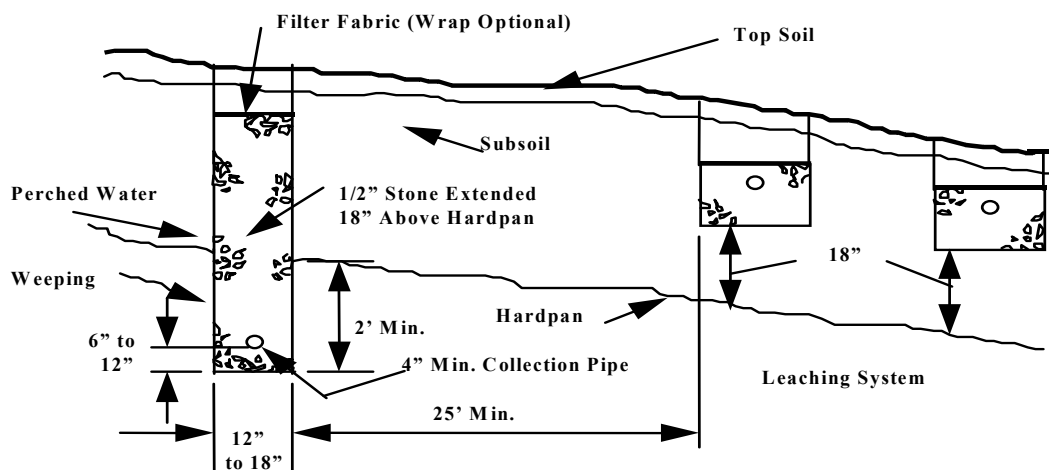 Filter Fabric (Wrap Optional)
Top Soil
Subsoil
Perched Water
1/2” Stone Extended
18” Above Hardpan
Weeping
18”
Hardpan
2’ Min.
6” to
12”
4” Min. Collection Pipe
Leaching System
25’ Min.
12”
to 18”